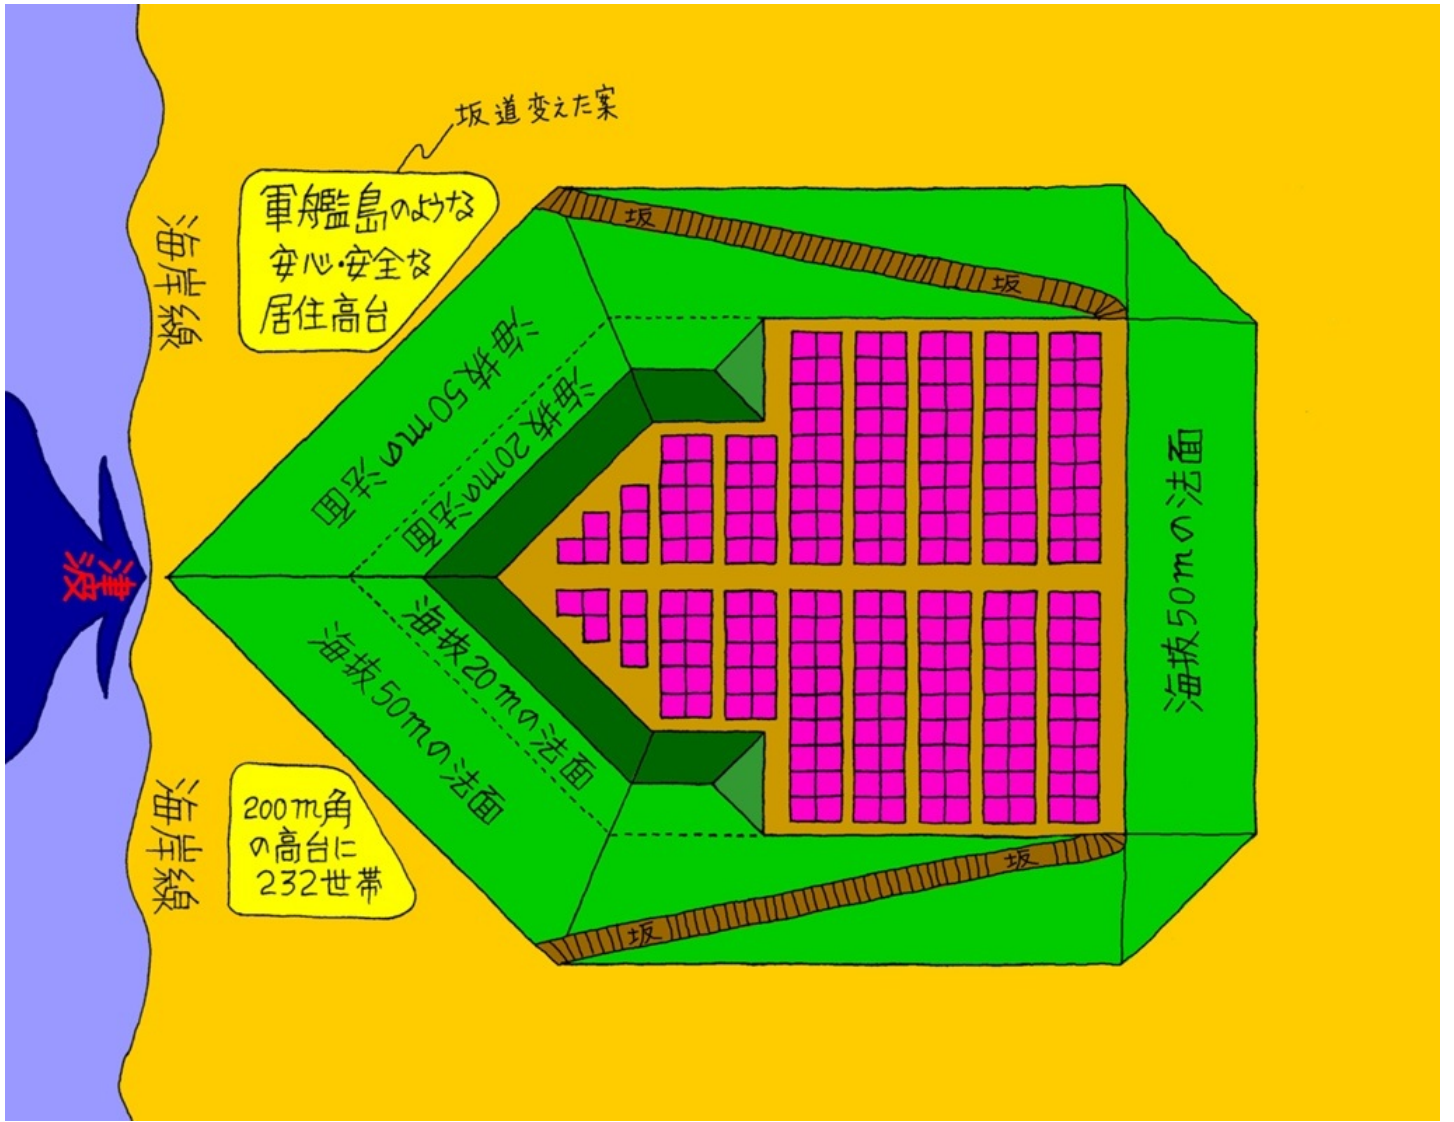 坂道変えた案
軍艦島のような
安心・安全な
居住高台
海岸線
坂
坂
海抜50mの法面
海抜20mの法面
津波
海抜20mの法面
海抜50mの法面
海抜50mの法面
200m角
の高台に
232世帯
海岸線
坂
坂